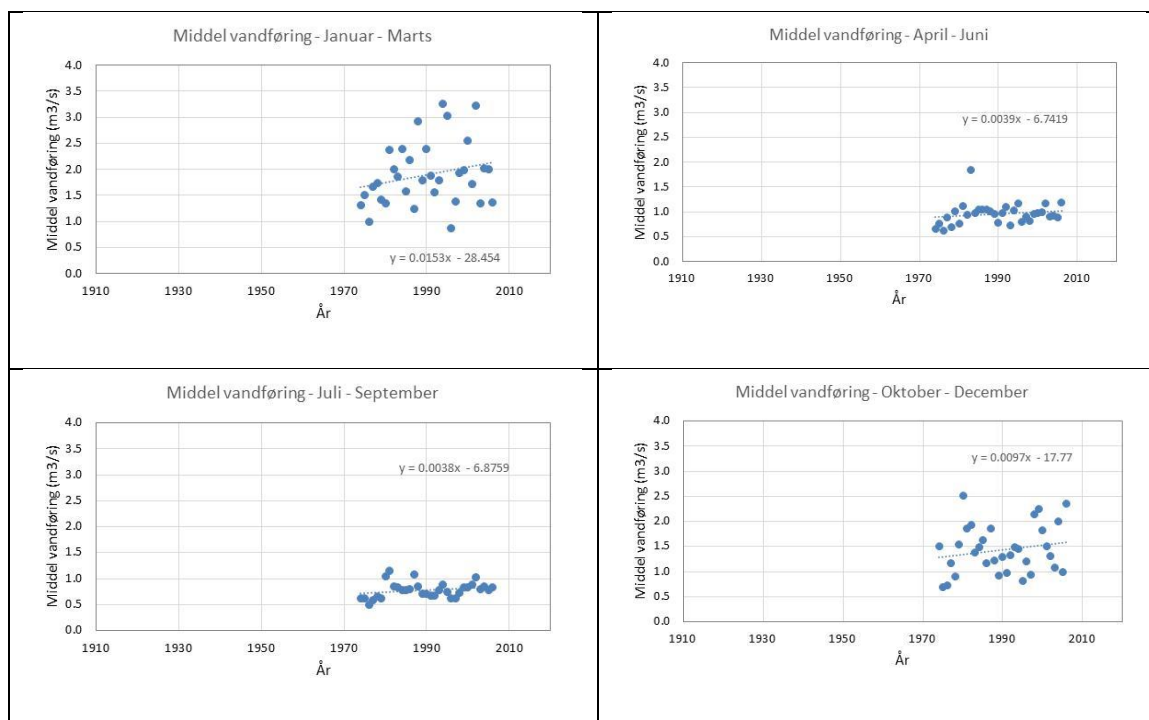 Middel vandføring - Januar - Marts
Middel vandføring (m3/s)
4.0
3.5
3.0
2.5
2.0
1.5
1.0
0.5
0.0
y = 0.0153x - 28.454
1910 1930 1950 1970 1990 2010
År
Middel vandføring - April - Juni
Middel vandføring (m3/s)
4.0
3.5
3.0
2.5
2.0
1.5
1.0
0.5
0.0
y = 0.0039x - 6.7419
1910 1930 1950 1970 1990 2010
År
Middel vandføring - Juli - September
Middel vandføring (m3/s)
4.0
3.5
3.0
2.5
2.0
1.5
1.0
0.5
0.0
y = 0.0038x - 6.8759
1910 1930 1950 1970 1990 2010
År
Middel vandføring - Oktober - December
Middel vandføring (m3/s)
4.0
3.5
3.0
2.5
2.0
1.5
1.0
0.5
0.0
y = 0.0097x - 17.77
1910 1930 1950 1970 1990 2010
År